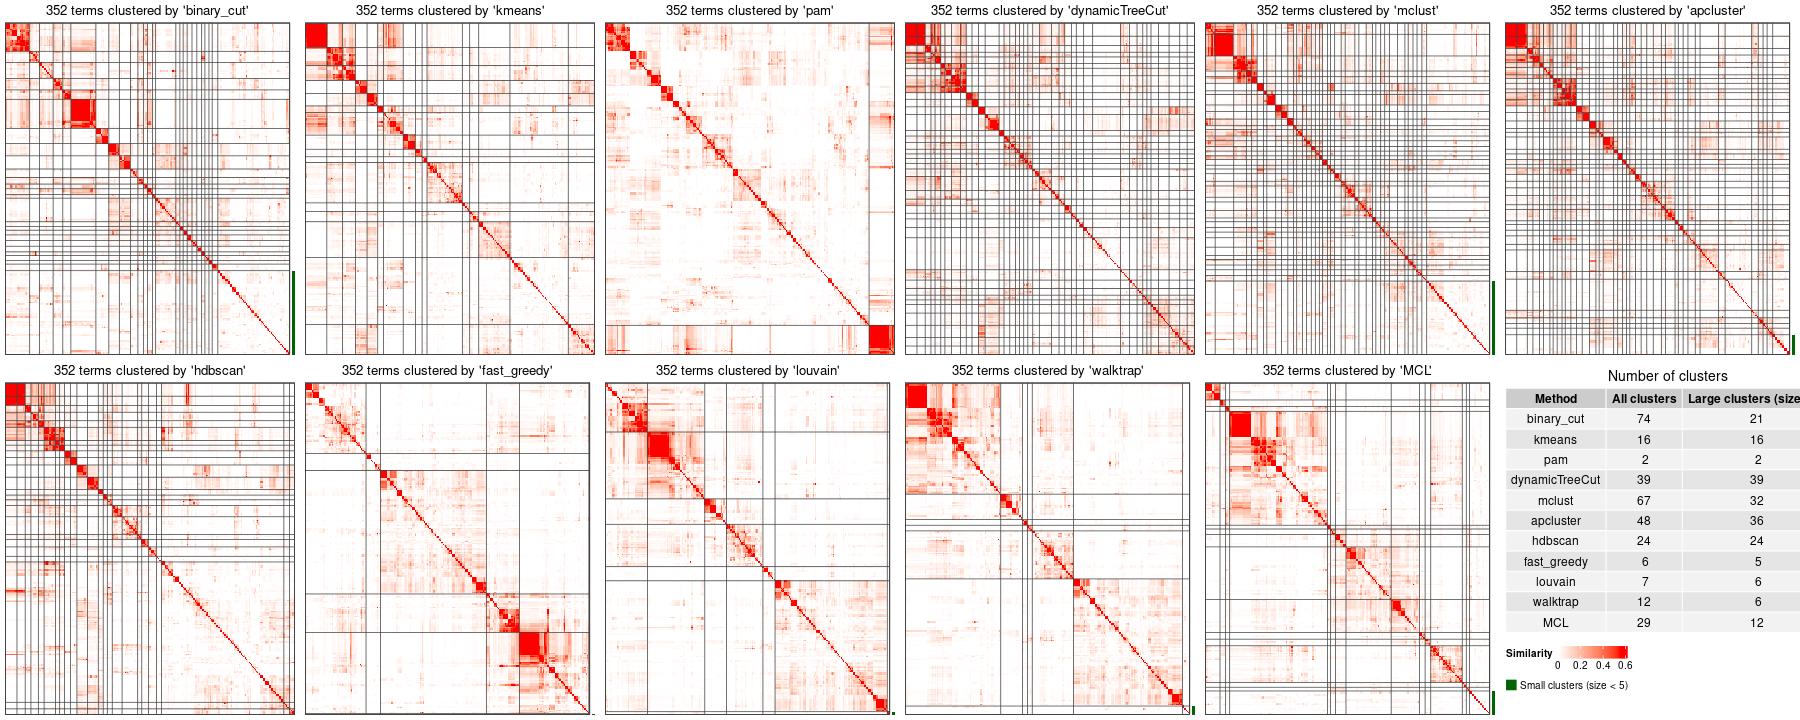 352 terms clustered by 'binary_cut'
352 terms clustered by 'kmeans'
352 terms clustered by 'pam'
352 terms clustered by 'dynamicTreeCut'
352 terms clustered by 'mclust'
352 terms clustered by 'apcluster'
352 terms clustered by 'hdbscan'
352 terms clustered by 'fast_greedy'
352 terms clustered by 'louvain'
352 terms clustered by 'walktrap'
352 terms clustered by 'MCL'
Number of clusters
Method All clusters Large clusters (size
binary_cut 74 21
kmeans 16 16
pam 2 2
dynamicTreeCut 39 39
mclust 67 32
apcluster 48 36
hdbscan 24 24
fast_greedy 6 5
louvain 7 6
walktrap 12 6
MCL 29 12
Similarity
0 0.2 0.4 0.6
Small clusters (size < 5)